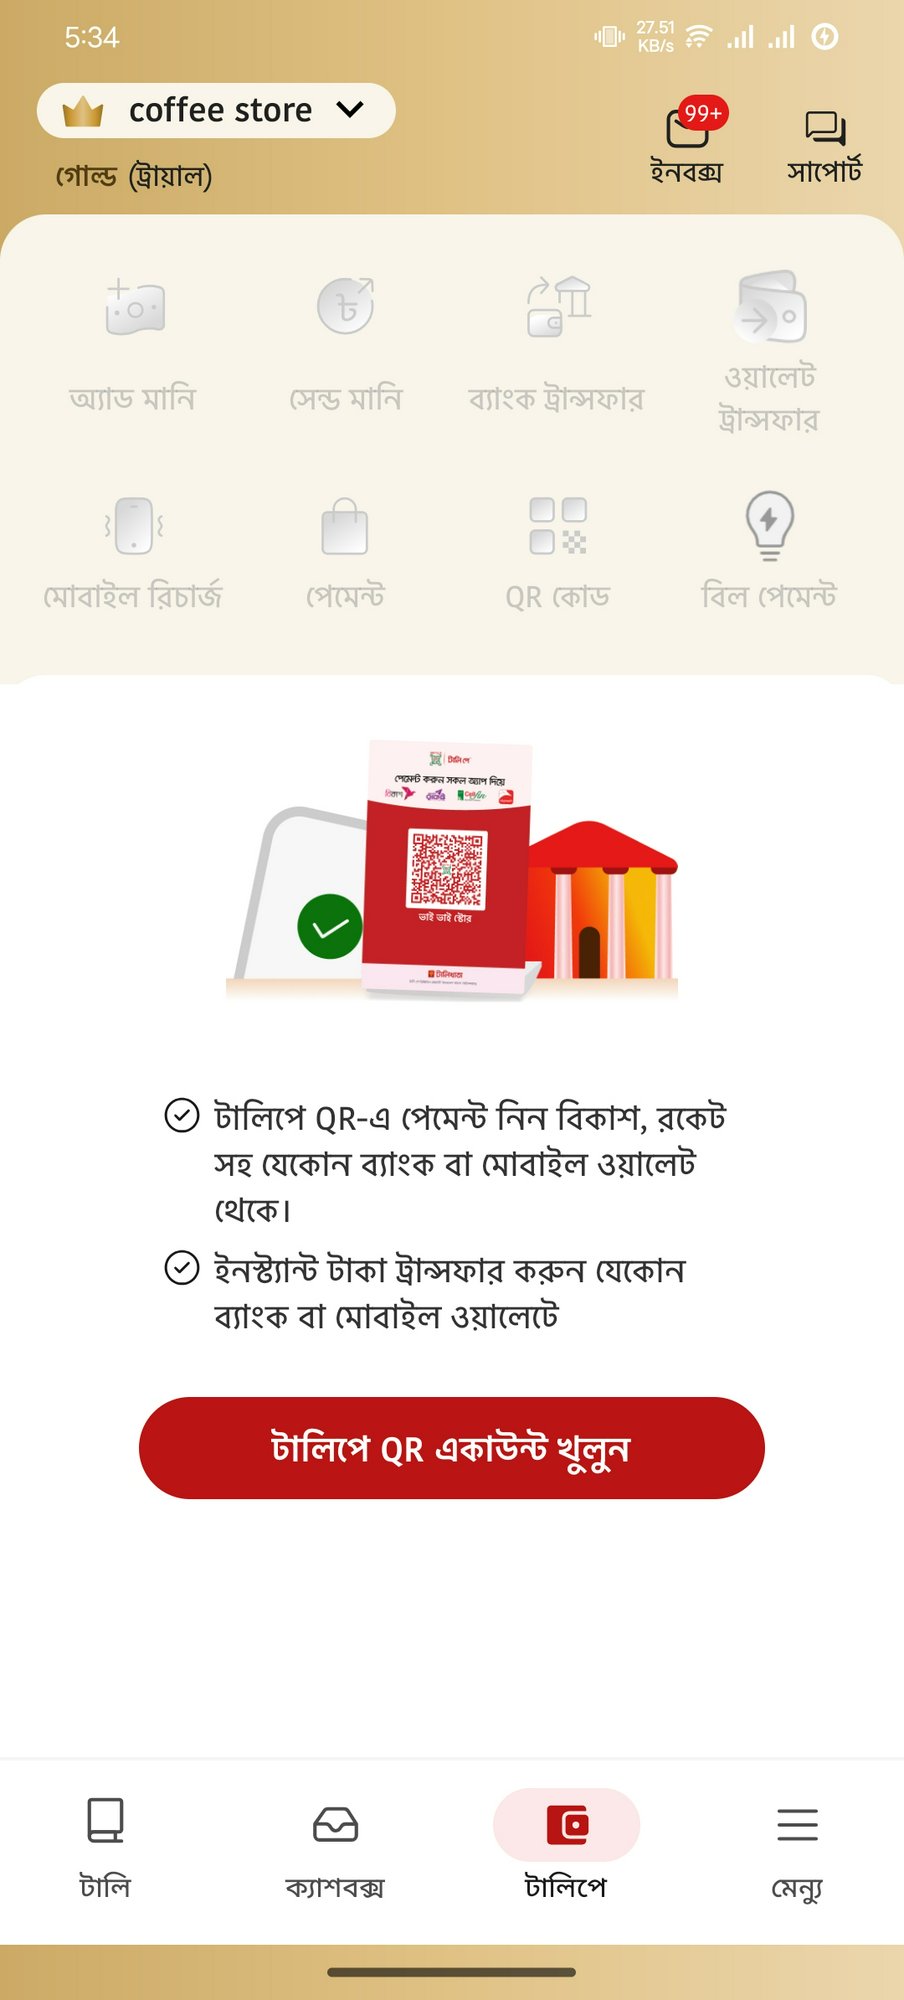 5:34
27.51
KB/s
coffee store
99+
গোল্ড (ট্রায়াল)
ইনবক্স
সাপোর্ট
অ্যাড মানি
সেন্ড মানি
ব্যাংক ট্রান্সফার
ওয়ালেট
ট্রান্সফার
মোবাইল রিচার্জ
পেমেন্ট
QR কোড
বিল পেমেন্ট
টালি পে
পেমেন্ট করুন সকল অ্যাপ দিয়ে
বিকাশ
ভাই ভাই স্টোর
টালিখাতা
টালিপে QR-এ পেমেন্ট নিন বিকাশ, রকেট
সহ যেকোন ব্যাংক বা মোবাইল ওয়ালেট
থেকে।
ইনস্ট্যান্ট টাকা ট্রান্সফার করুন যেকোন
ব্যাংক বা মোবাইল ওয়ালেটে
টালিপে QR একাউন্ট খুলুন
টালি
ক্যাশবক্স
টালিপে
মেন্যু